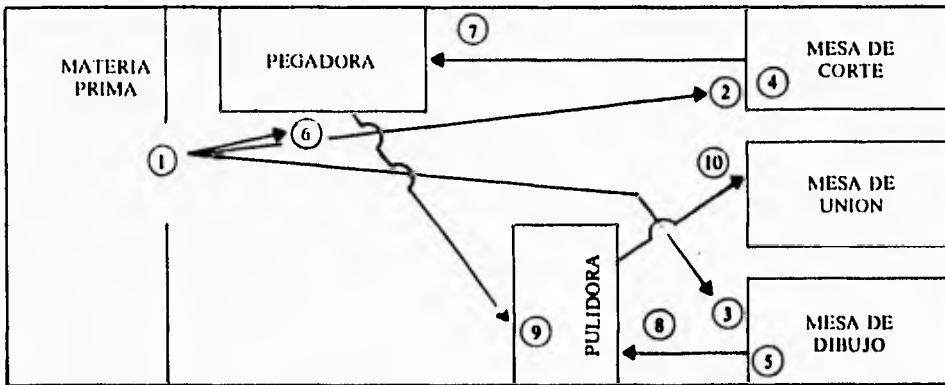 7
MATERIA
PRIMA
PEGADORA
MESA DE
CORTE
2
4
6
1
10
MESA DE
UNION
PULIDORA
3
9
8
MESA DE
DIBUJO
5